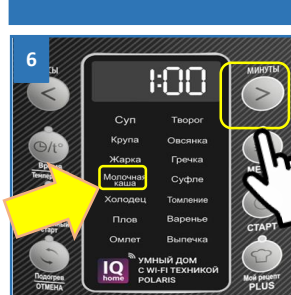 6
МИНУТЫ
1:00
Суп Творог
Крупа Овсянка
Жарка Гречка
Молочная каша Суфле
Холодец Томление
Плов Варенье
Омлет Выпечка
Время
СТАРТ
IQ home
УМНЫЙ ДОМ
С WI-FI ТЕХНИКОЙ
POLARIS
Подогрев
ОТМЕНА
Мой рецепт
PLUS